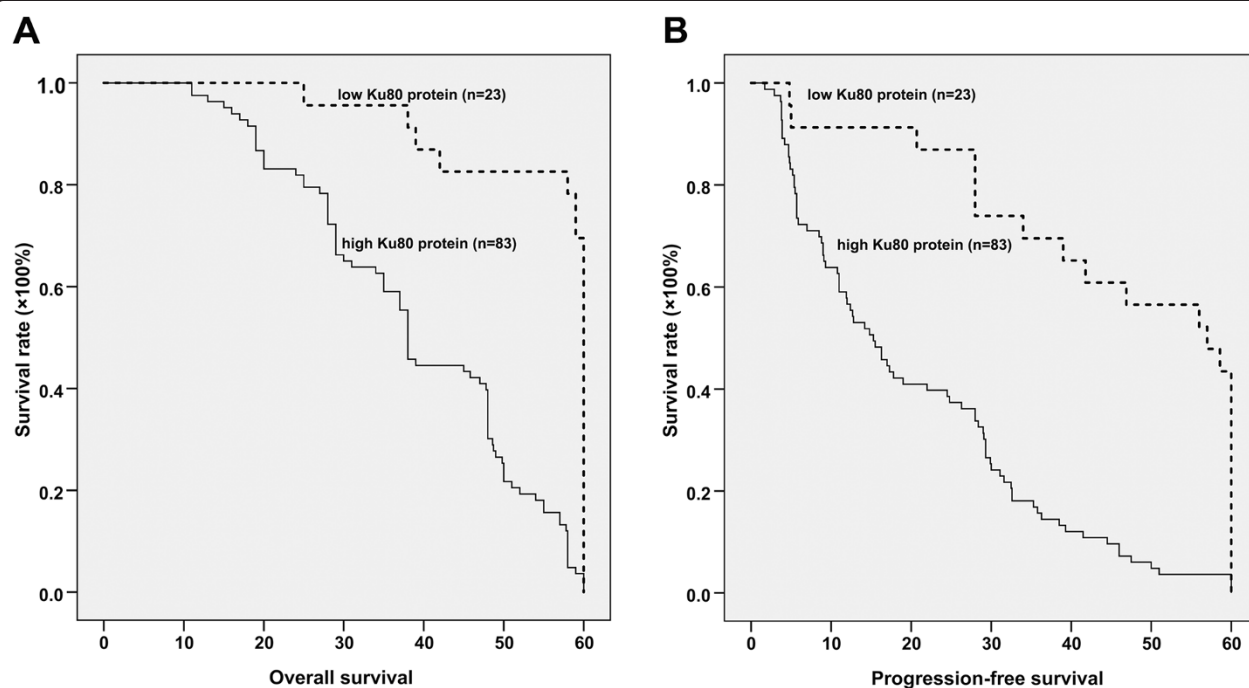 A
Survival rate (×100%)
1.0
0.8
0.6
0.4
0.2
0.0
low Ku80 protein (n=23)
high Ku80 protein (n=83)
0 10 20 30 40 50 60
Overall survival
B
Survival rate (×100%)
1.0
0.8
0.6
0.4
0.2
0.0
low Ku80 protein (n=23)
high Ku80 protein (n=83)
0 10 20 30 40 50 60
Progression-free survival